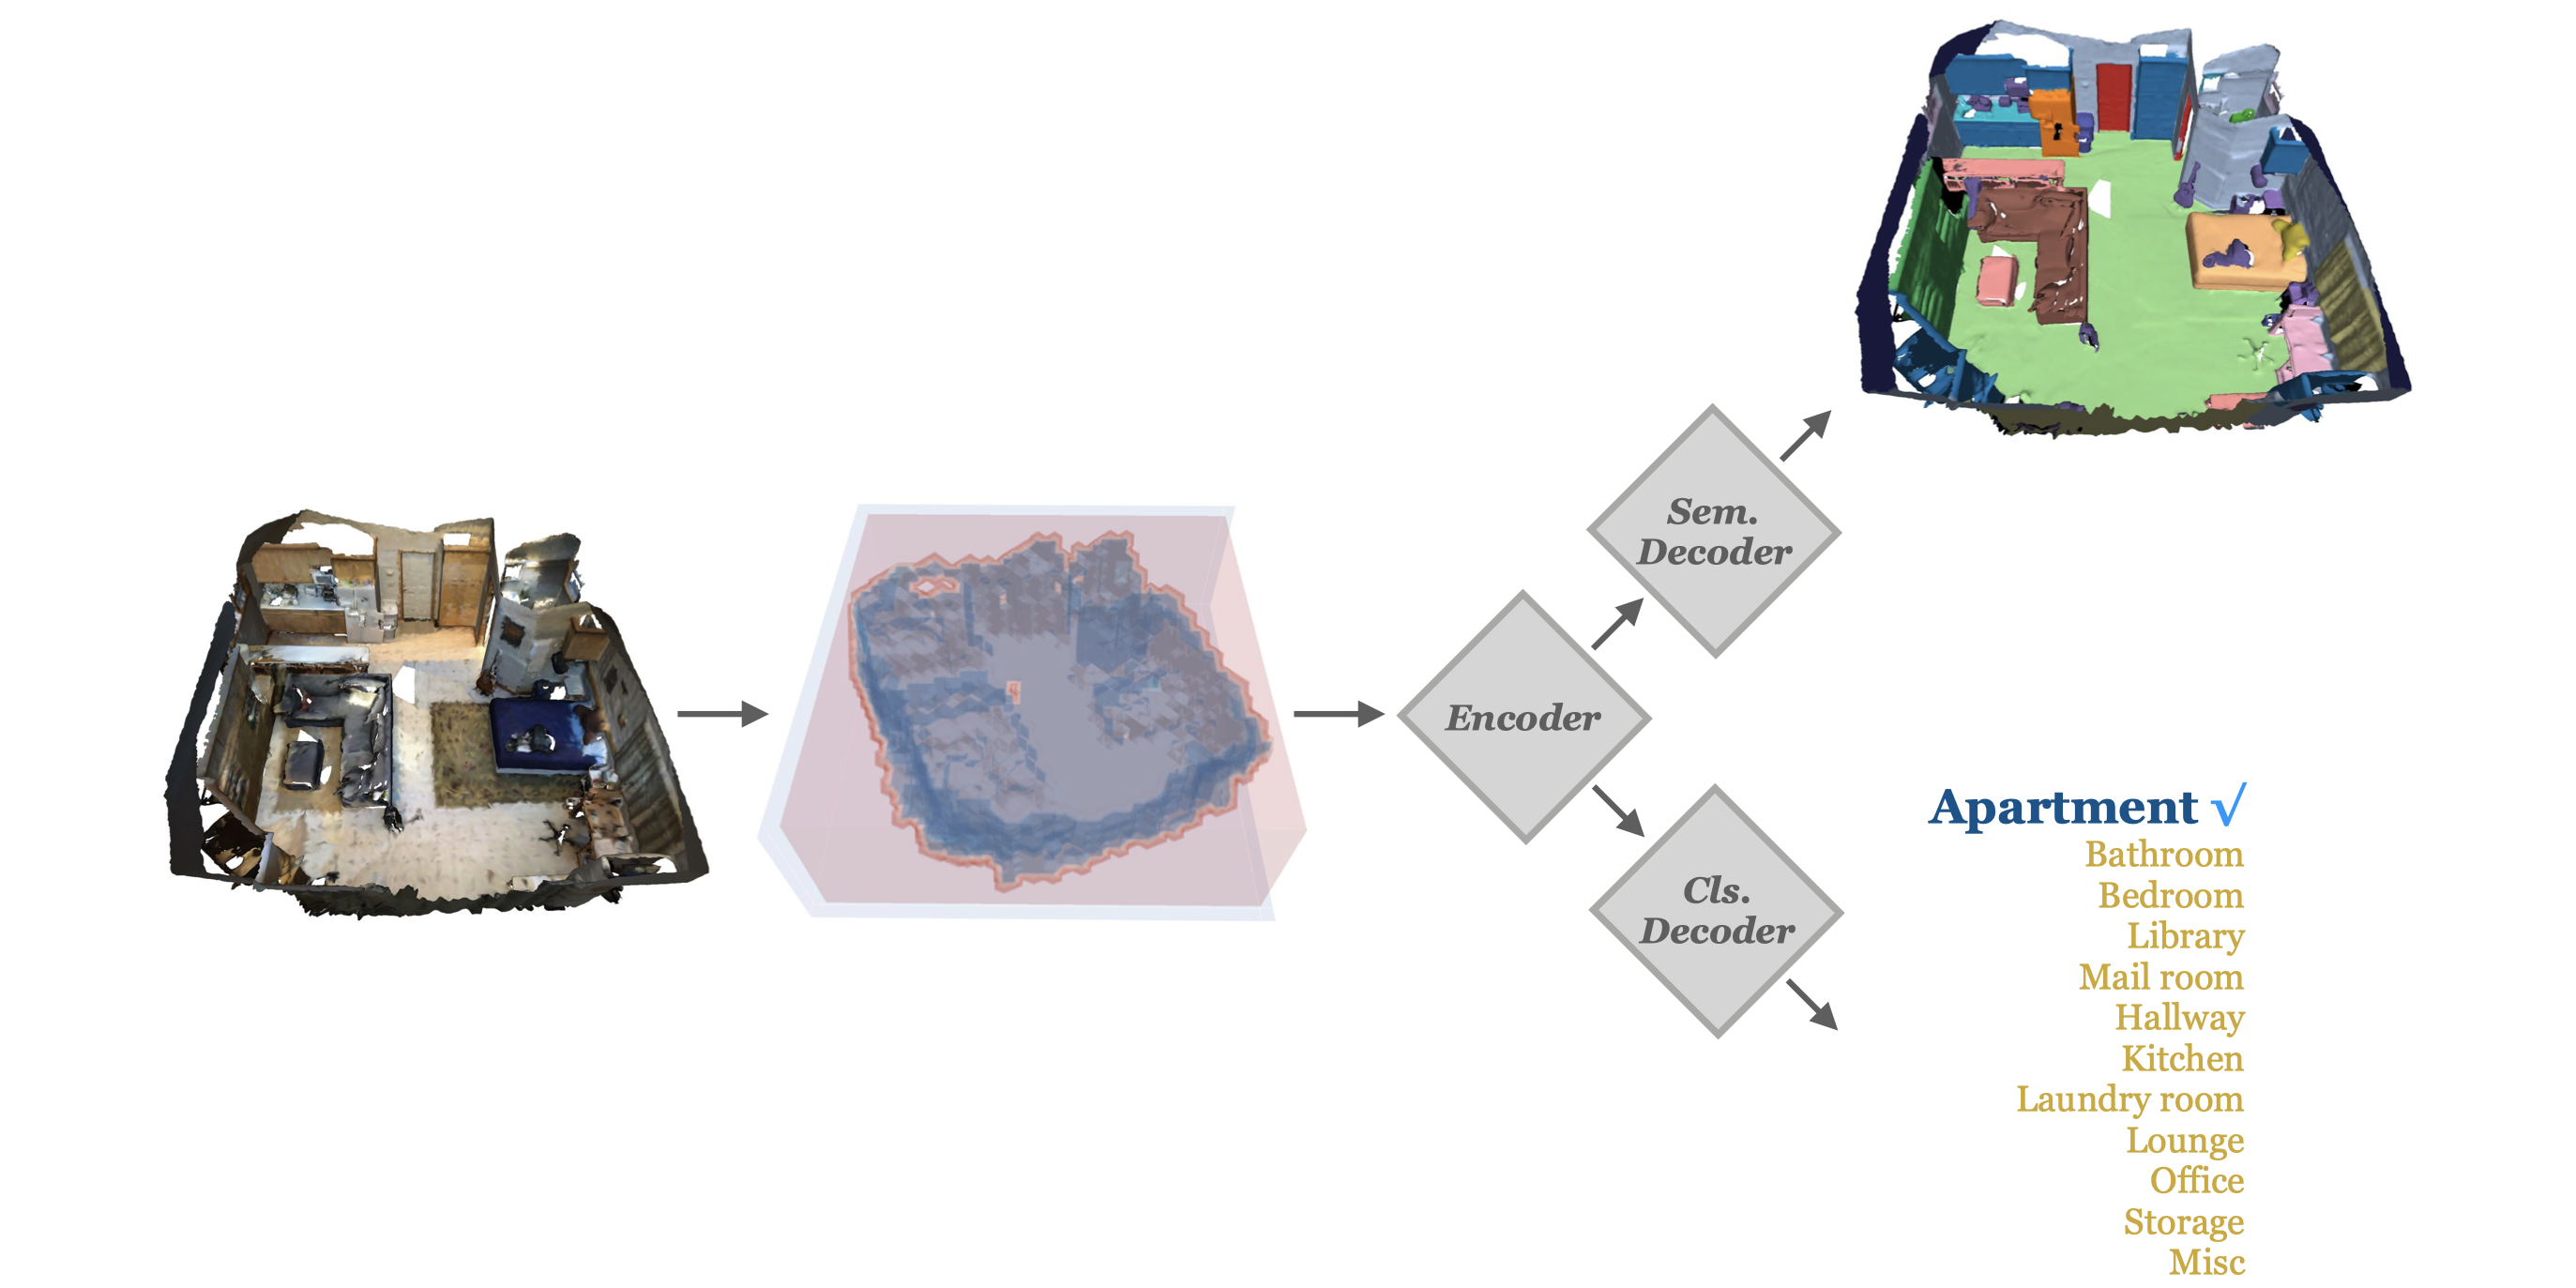 Sem.
Decoder
Encoder
Cls.
Decoder
Apartment √
Bathroom
Bedroom
Library
Mail room
Hallway
Kitchen
Laundry room
Lounge
Office
Storage
Misc